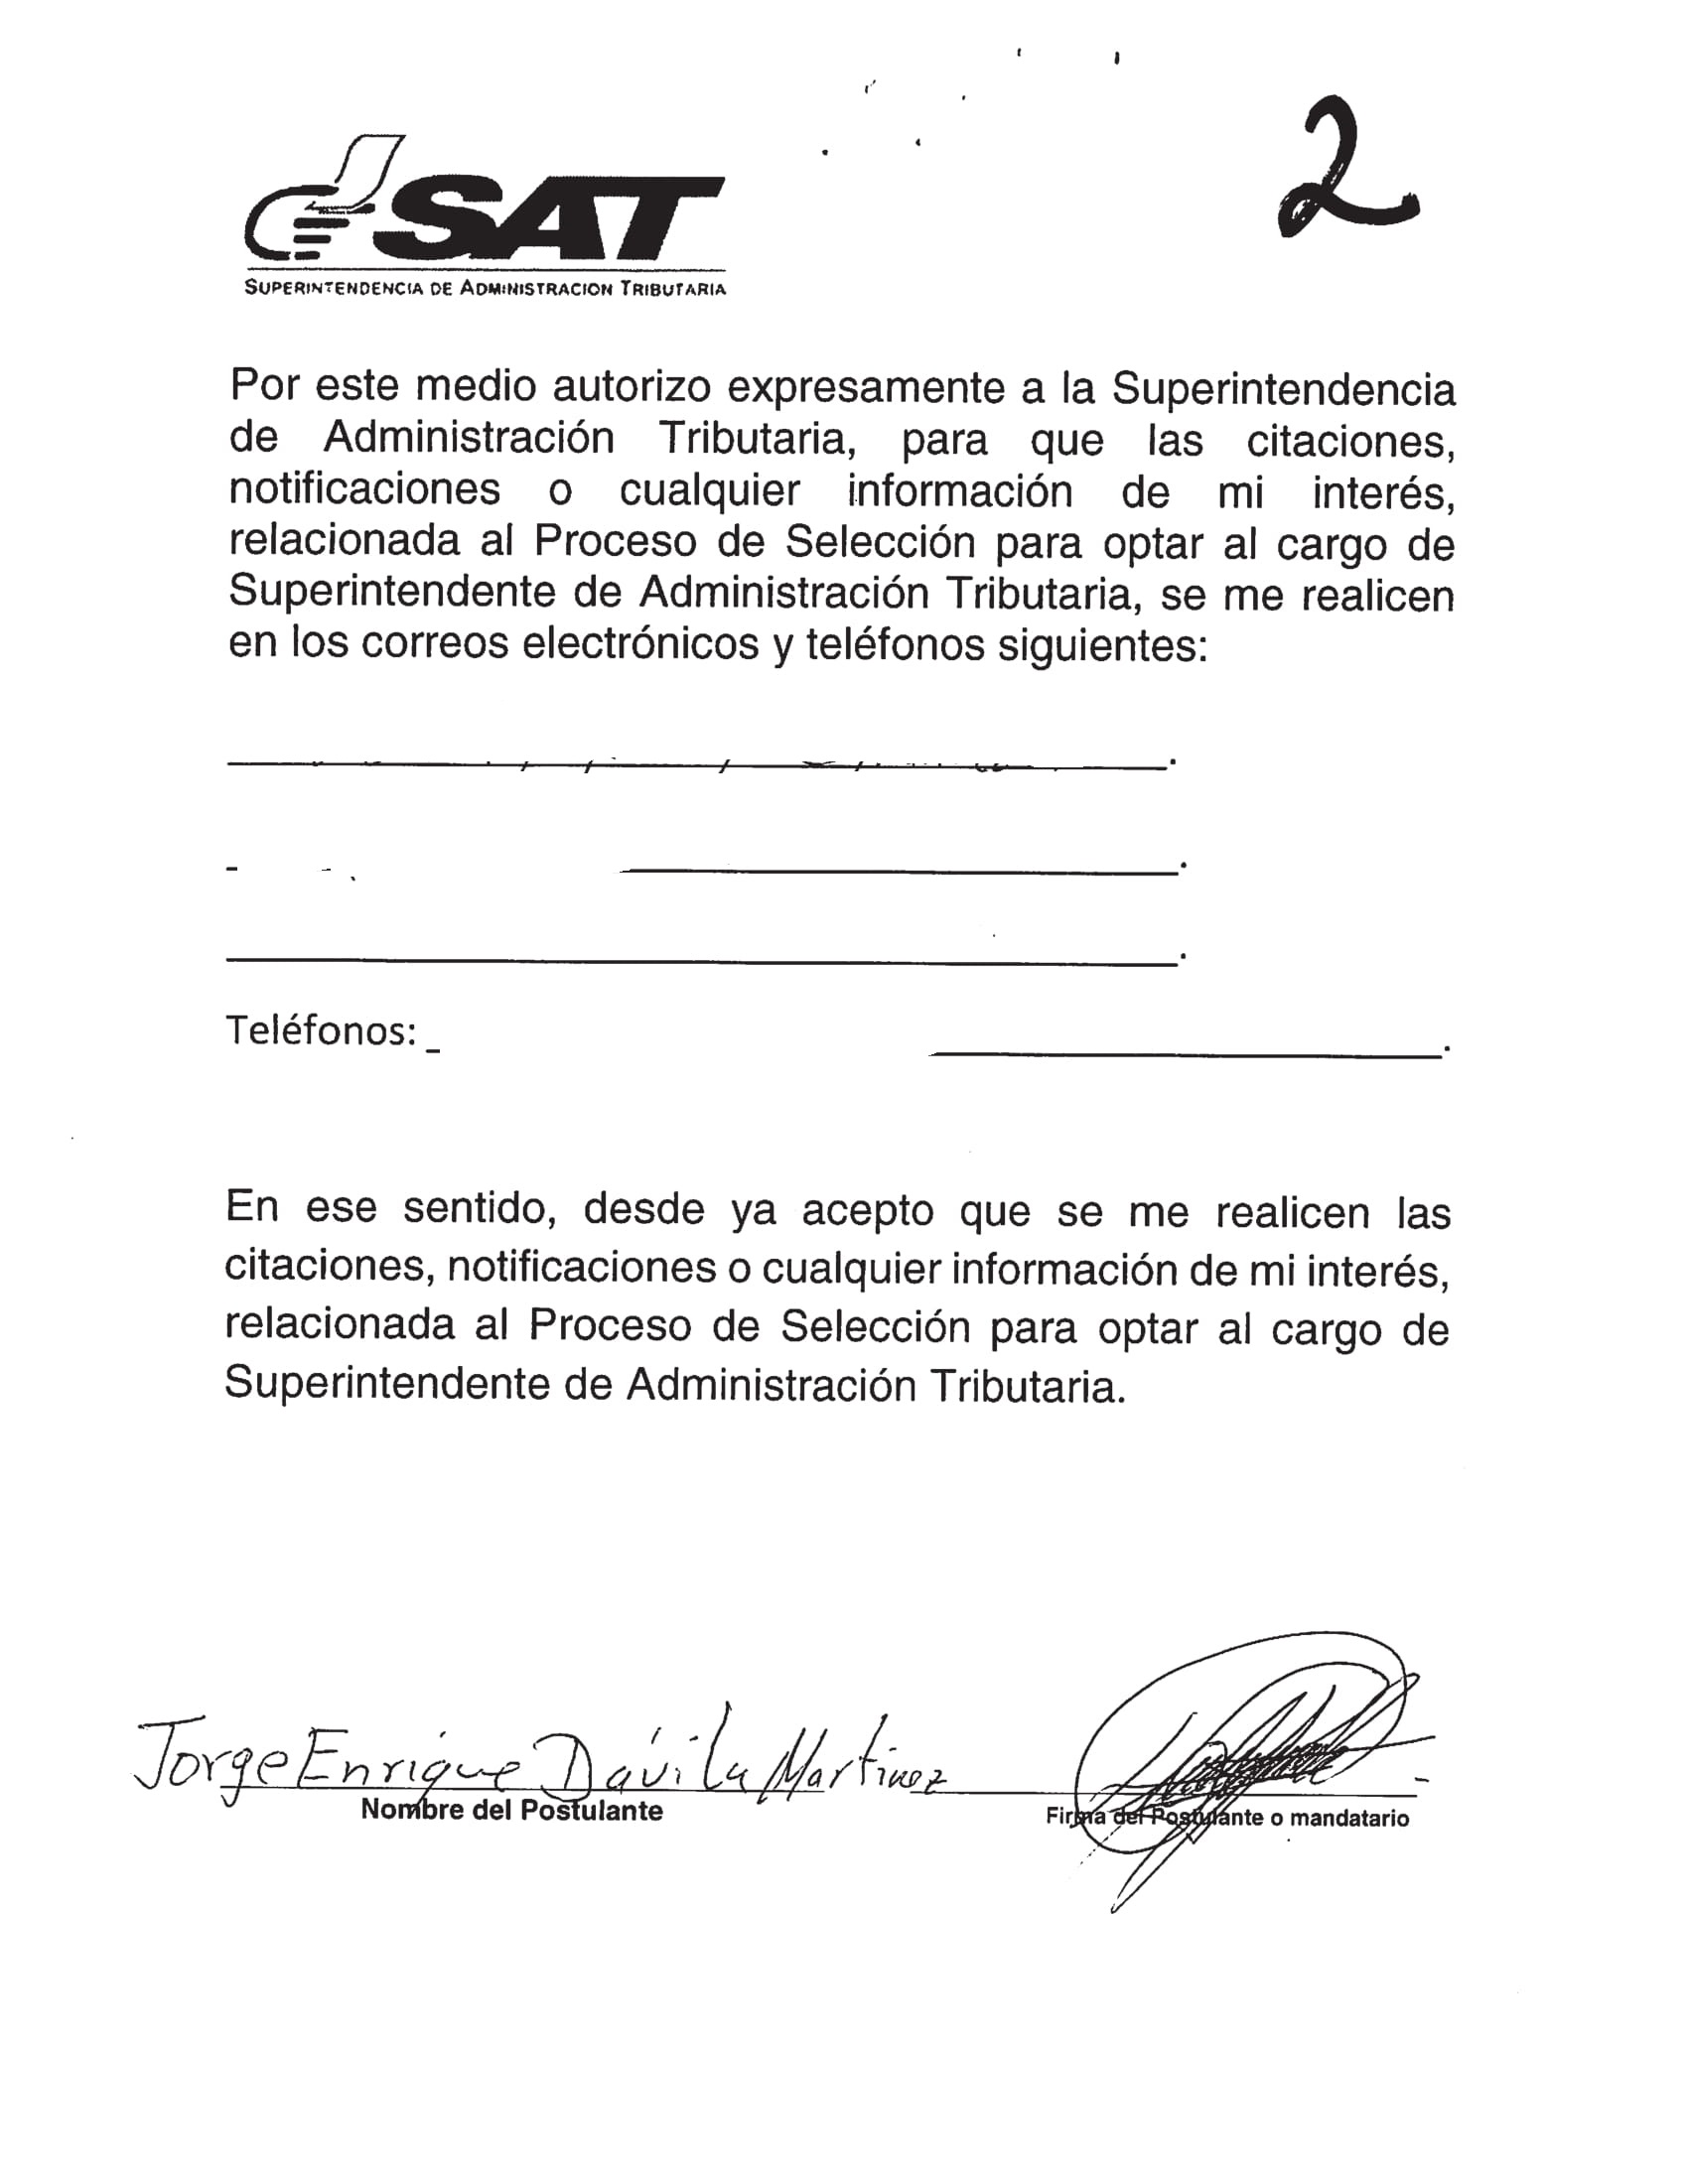 2
SAT
SUPERINTENDENCIA DE ADMINISTRACION TRIBUTARIA
Por este medio autorizo expresamente a la Superintendencia
de Administración Tributaria, para que las citaciones,
notificaciones o cualquier información de mi interés,
relacionada al Proceso de Selección para optar al cargo de
Superintendente de Administración Tributaria, se me realicen
en los correos electrónicos y teléfonos siguientes:
Teléfonos:
En ese sentido, desde ya acepto que se me realicen las
citaciones, notificaciones o cualquier información de mi interés,
relacionada al Proceso de Selección para optar al cargo de
Superintendente de Administración Tributaria.
Jorge Enrique Dávila Martinez
Nombre del Postulante
Firma del Postulante o mandatario